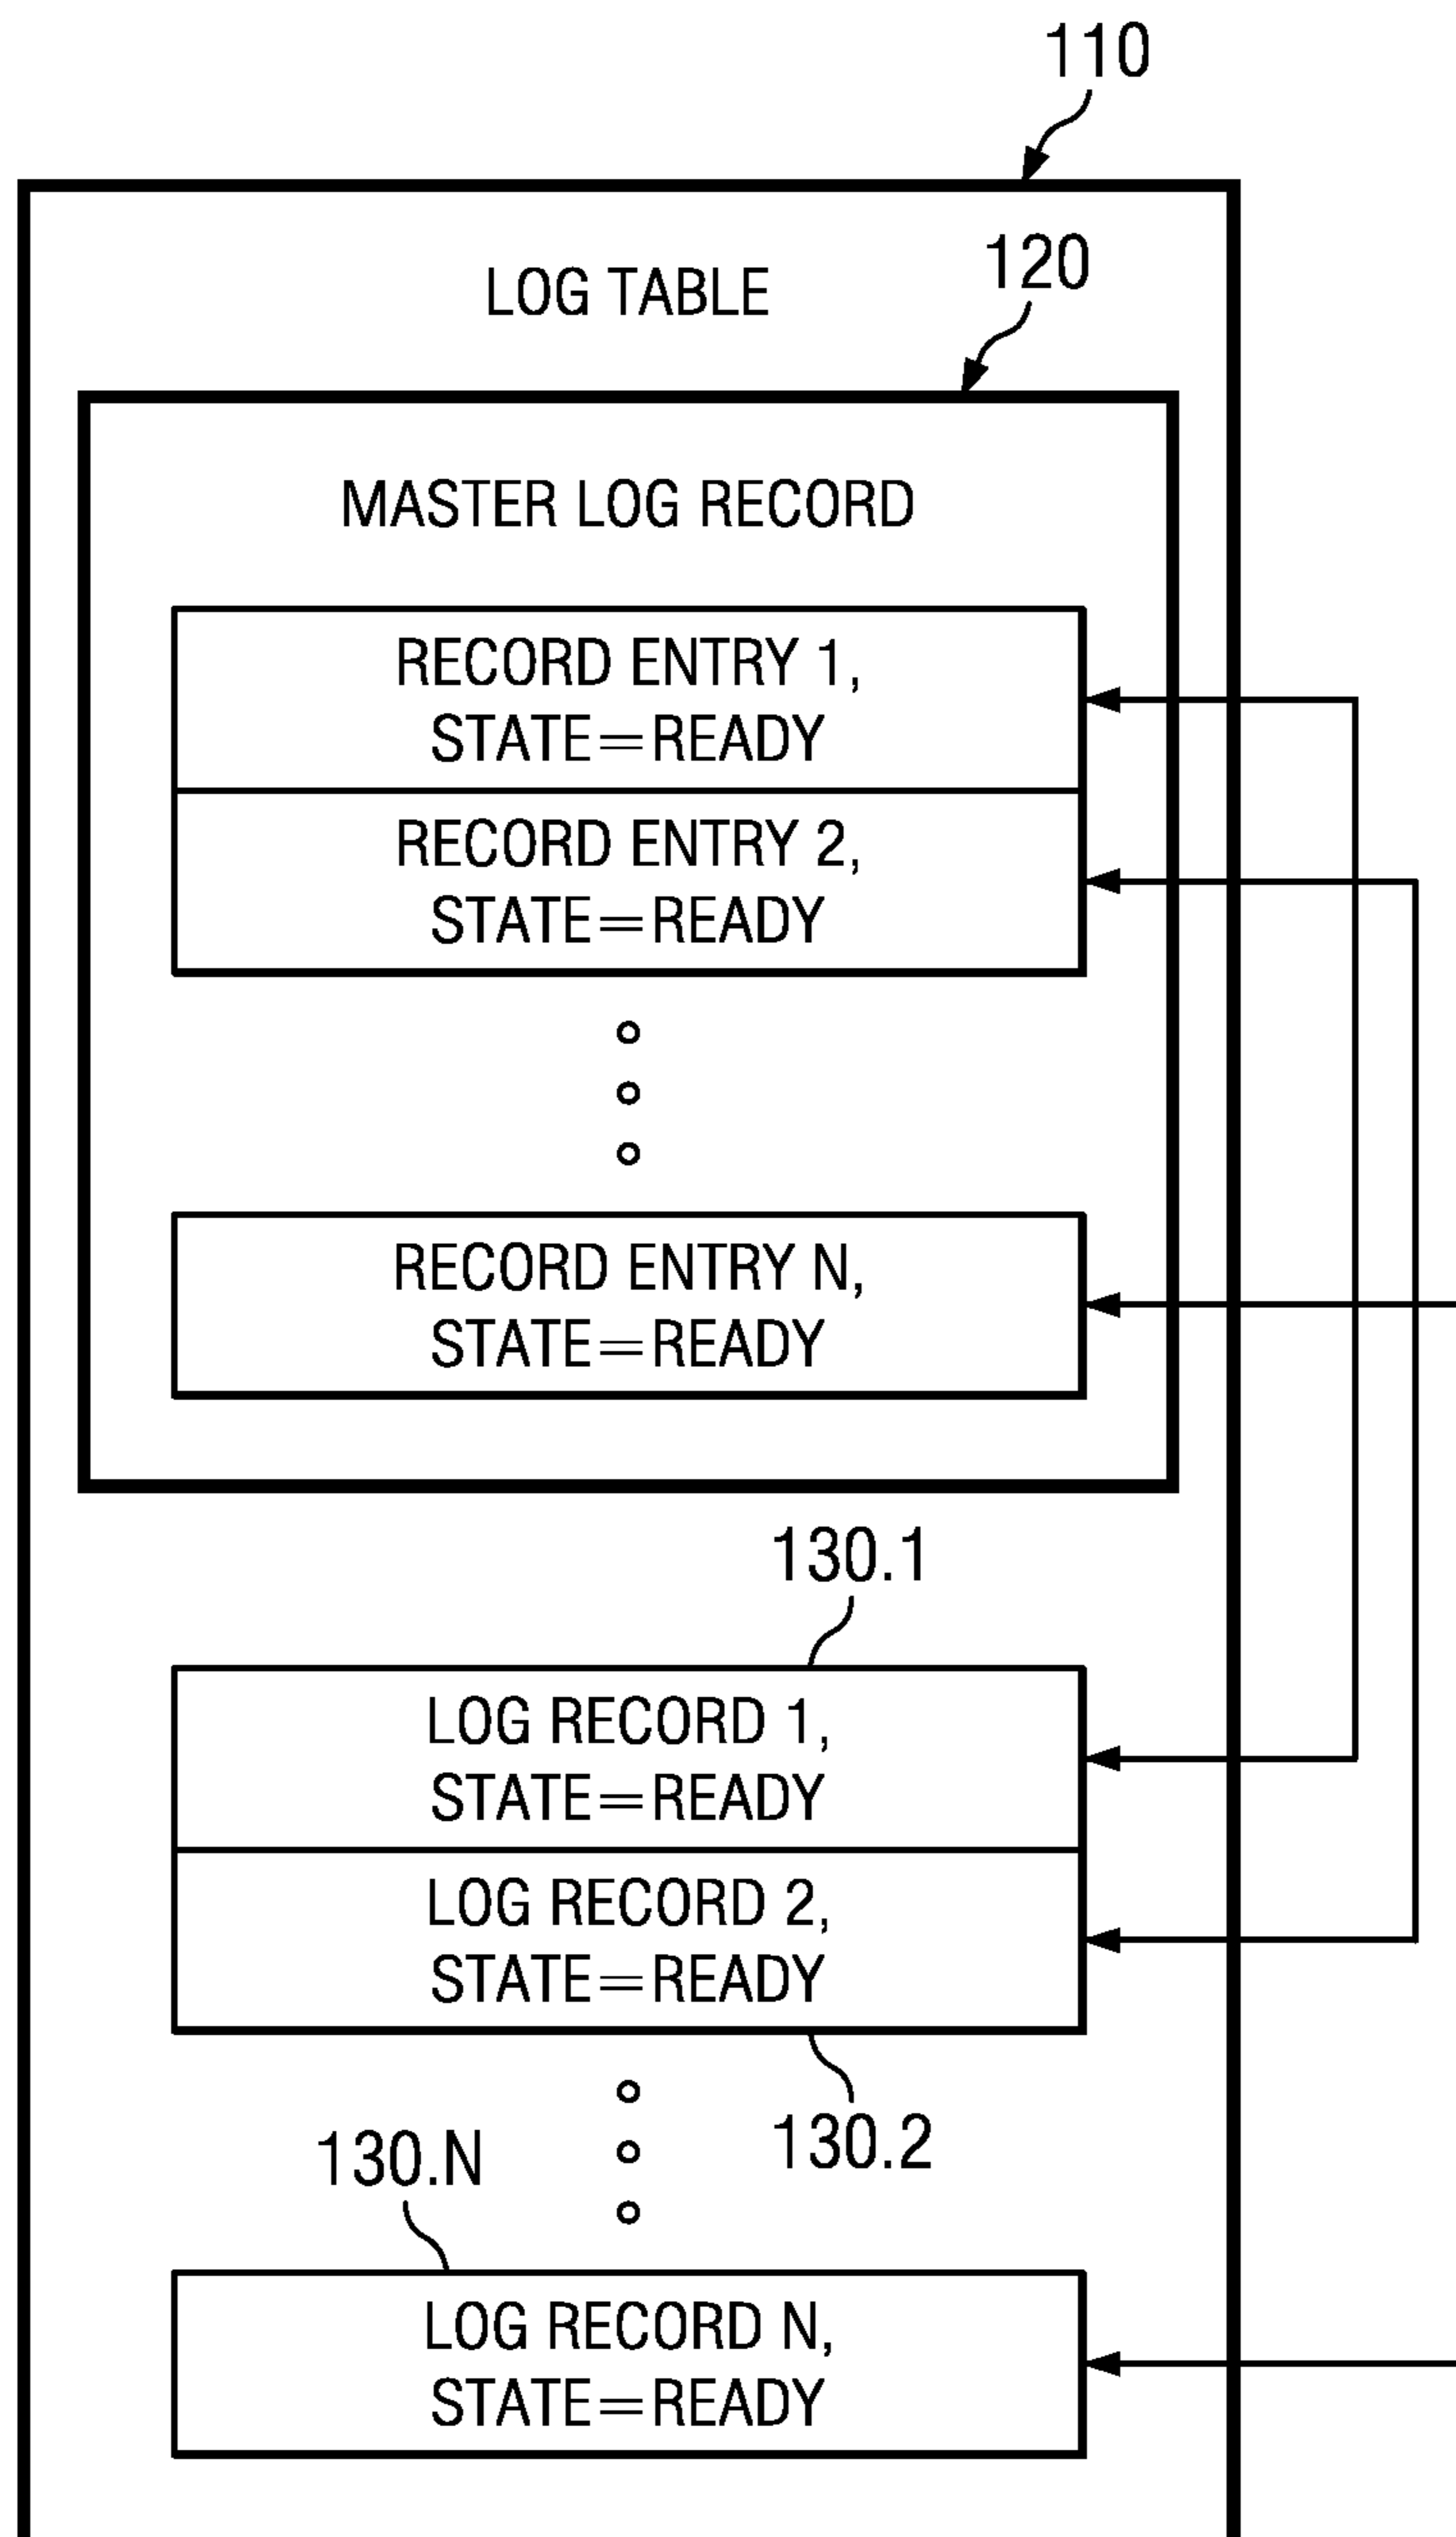 110
LOG TABLE
120
MASTER LOG RECORD
RECORD ENTRY 1,
STATE=READY
RECORD ENTRY 2,
STATE=READY
RECORD ENTRY N,
STATE=READY
130.1
LOG RECORD 1,
STATE=READY
LOG RECORD 2,
STATE=READY
130.2
130.N
LOG RECORD N,
STATE=READY